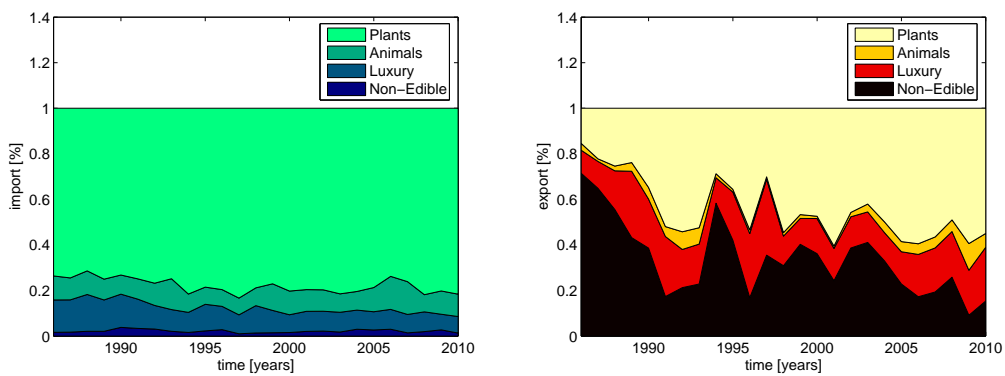 1.4
1.2
1
0.8
0.6
0.4
0.2
0
import [%]
1990
1995
2000
2005
2010
time [years]
Plants
Animals
Luxury
Non−Edible
1.4
1.2
1
0.8
0.6
0.4
0.2
0
export [%]
1990
1995
2000
2005
2010
time [years]
Plants
Animals
Luxury
Non−Edible